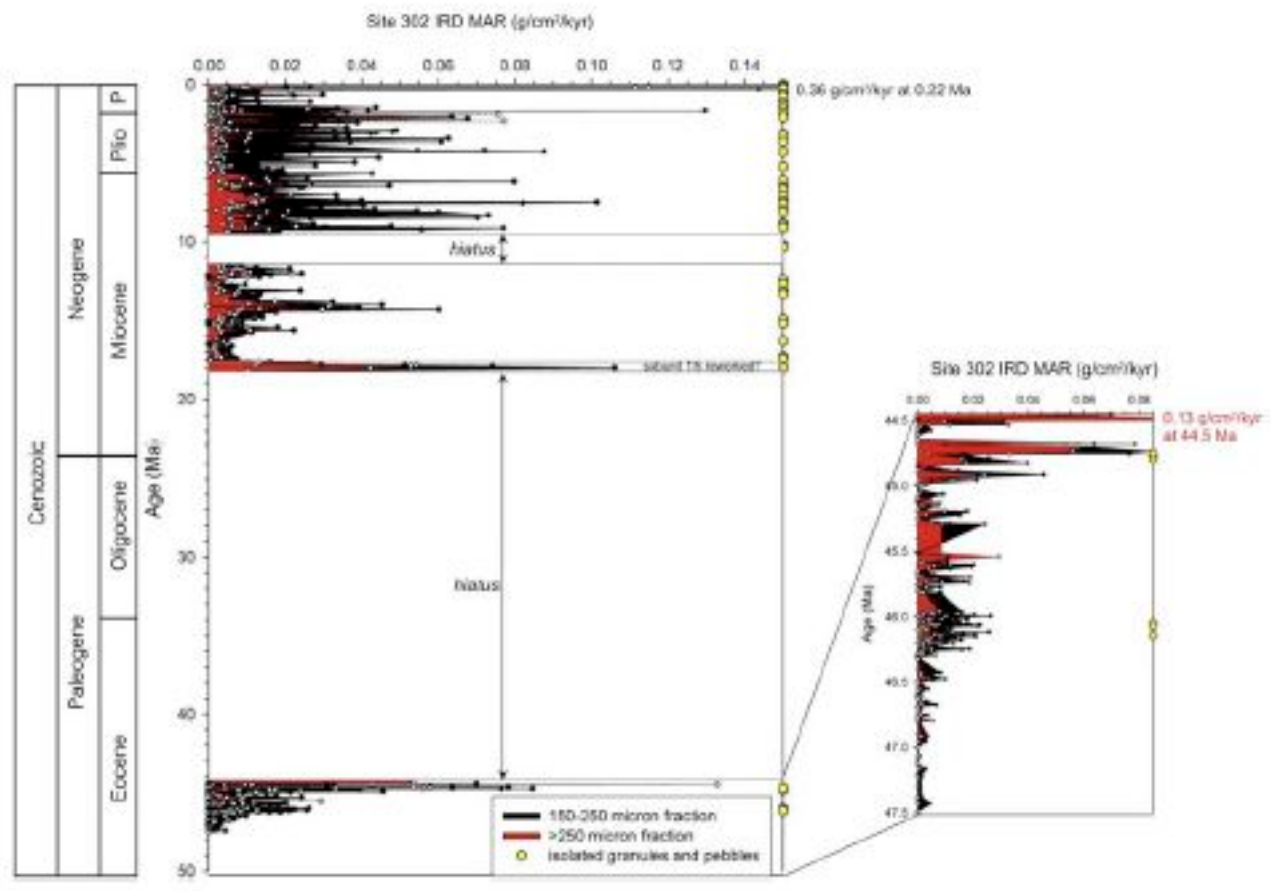 Site 302 IRD MAR (g/cm²/kyr)
0.00 0.02 0.04 0.06 0.08 0.10 0.12 0.14
0
0.36 g/cm²/kyr at 0.22 Ma
P
Plio
10
hiatus
Neogene
Miocene
20
Cenozoic
Age (Ma)
Oligocene
30
hiatus
Paleogene
Eocene
40
50
150-250 micron fraction
>250 micron fraction
isolated granules and pebbles
Site 302 IRD MAR (g/cm²/kyr)
0.00 0.02 0.04 0.06 0.08
44.5
0.13 g/cm²/kyr
at 44.5 Ma
45.0
45.5
Age (Ma)
46.0
46.5
47.0
47.5